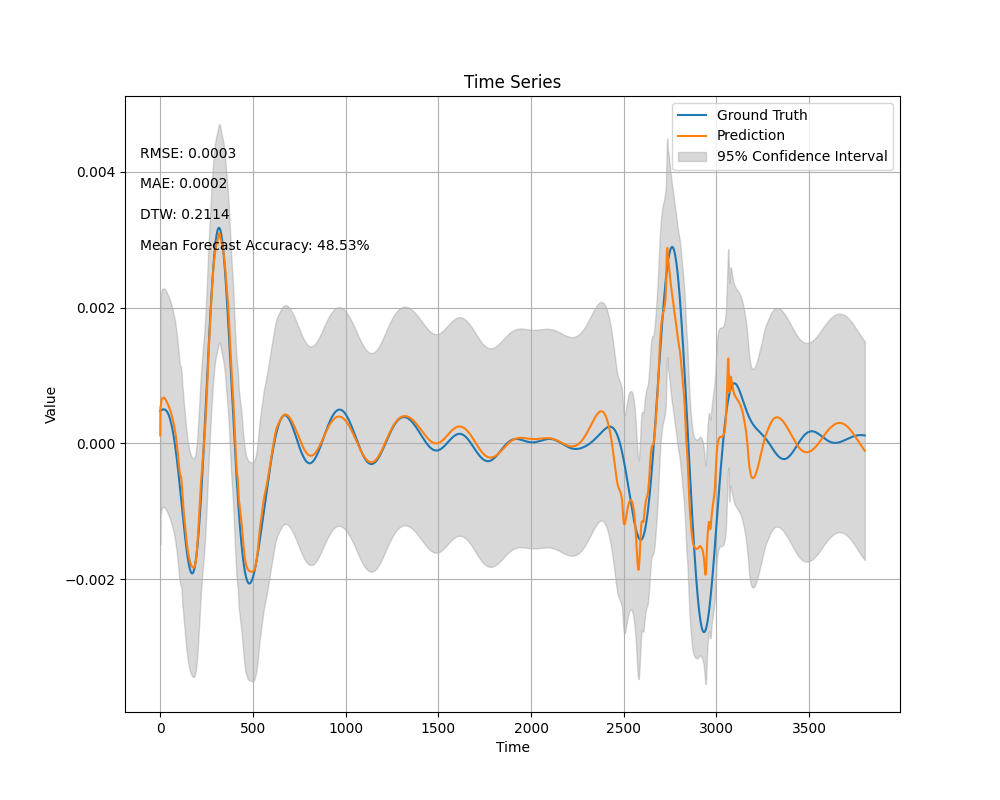 Time Series
Ground Truth
Prediction
95% Confidence Interval
RMSE: 0.0003
MAE: 0.0002
DTW: 0.2114
Mean Forecast Accuracy: 48.53%
0.004
0.002
0.000
−0.002
Value
0 500 1000 1500 2000 2500 3000 3500
Time